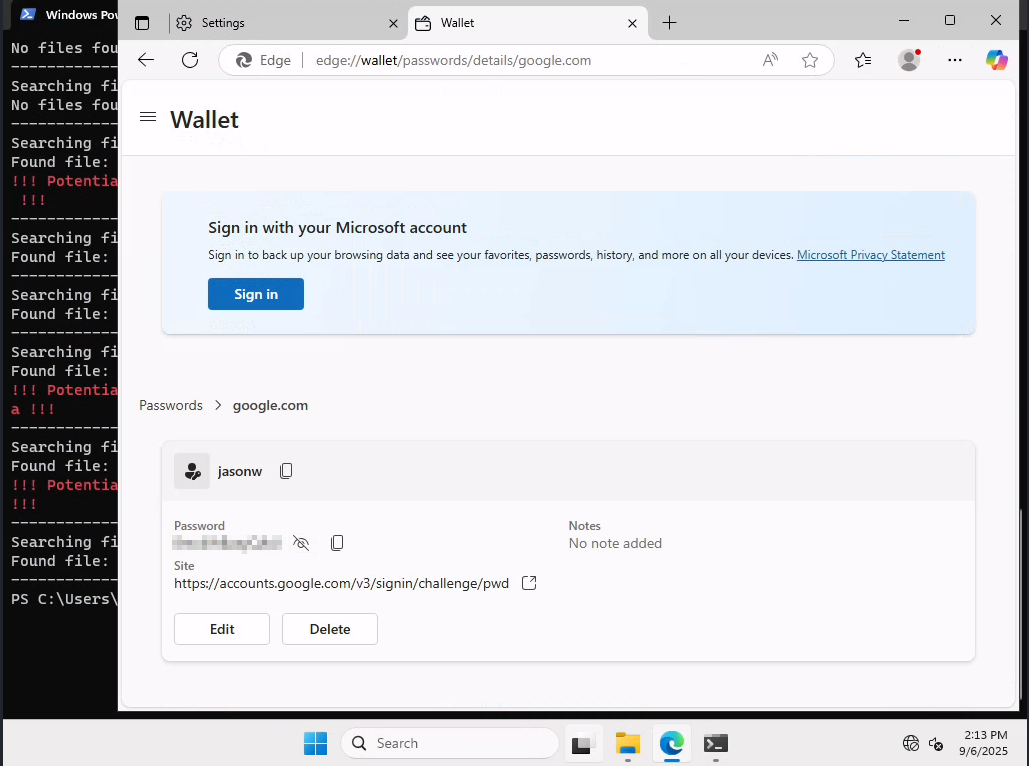 Windows Pov
Settings
Wallet
Edge
edge://wallet/passwords/details/google.com
No files fou
Searching fi
No files fou
Searching fi
Found file:
!!! Potentia
!!!
Searching fi
Found file:
Searching fi
Found file:
Searching fi
Found file:
!!! Potentia
a !!!
Searching fi
Found file:
!!! Potentia
!!!
Searching fi
Found file:
PS C:\Users\
Wallet
Sign in with your Microsoft account
Sign in to back up your browsing data and see your favorites, passwords, history, and more on all your devices. Microsoft Privacy Statement
Sign in
Passwords > google.com
jasonw
Password
Notes
No note added
Site
https://accounts.google.com/v3/signin/challenge/pwd
Edit
Delete
Search
2:13 PM
9/6/2025